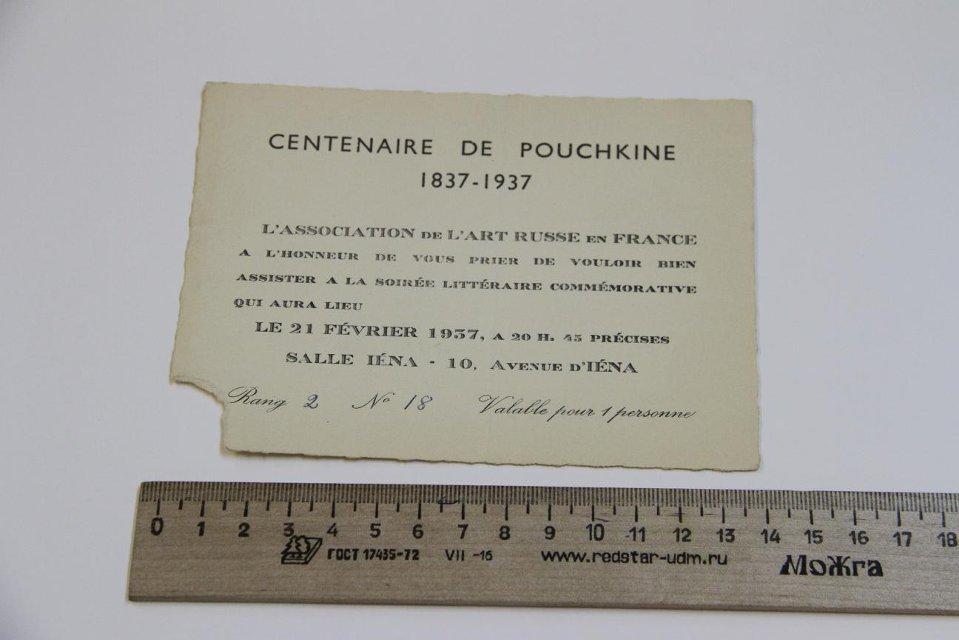 CENTENAIRE DE POUCHKINE
1837-1937
L'ASSOCIATION DE L'ART RUSSE EN FRANCE
A L'HONNEUR DE VOUS PRIER DE VOULOIR BIEN
ASSISTER A LA SOIRÉE LITTÉRAIRE COMMÉMORATIVE
QUI AURA LIEU
LE 21 FÉVRIER 1937, A 20 H. 45 PRÉCISES
SALLE IÉNA - 10, AVENUE D'IÉNA
Rang 2 No 18 Valable pour 1 personne
0 1 2 3 4 5 6 7 8 9 10 11 12 13 14 15 16 17 18
ГОСТ 17435-72 VII -16 www.redstar-udm.ru МоЖга